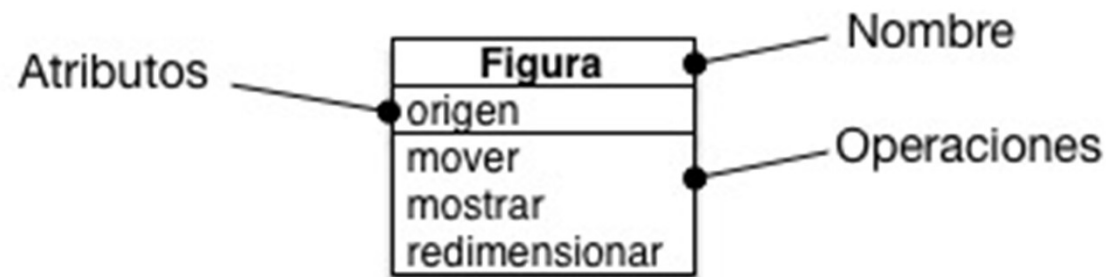 Nombre
Figura
Atributos
origen
mover
Operaciones
mostrar
redimensionar